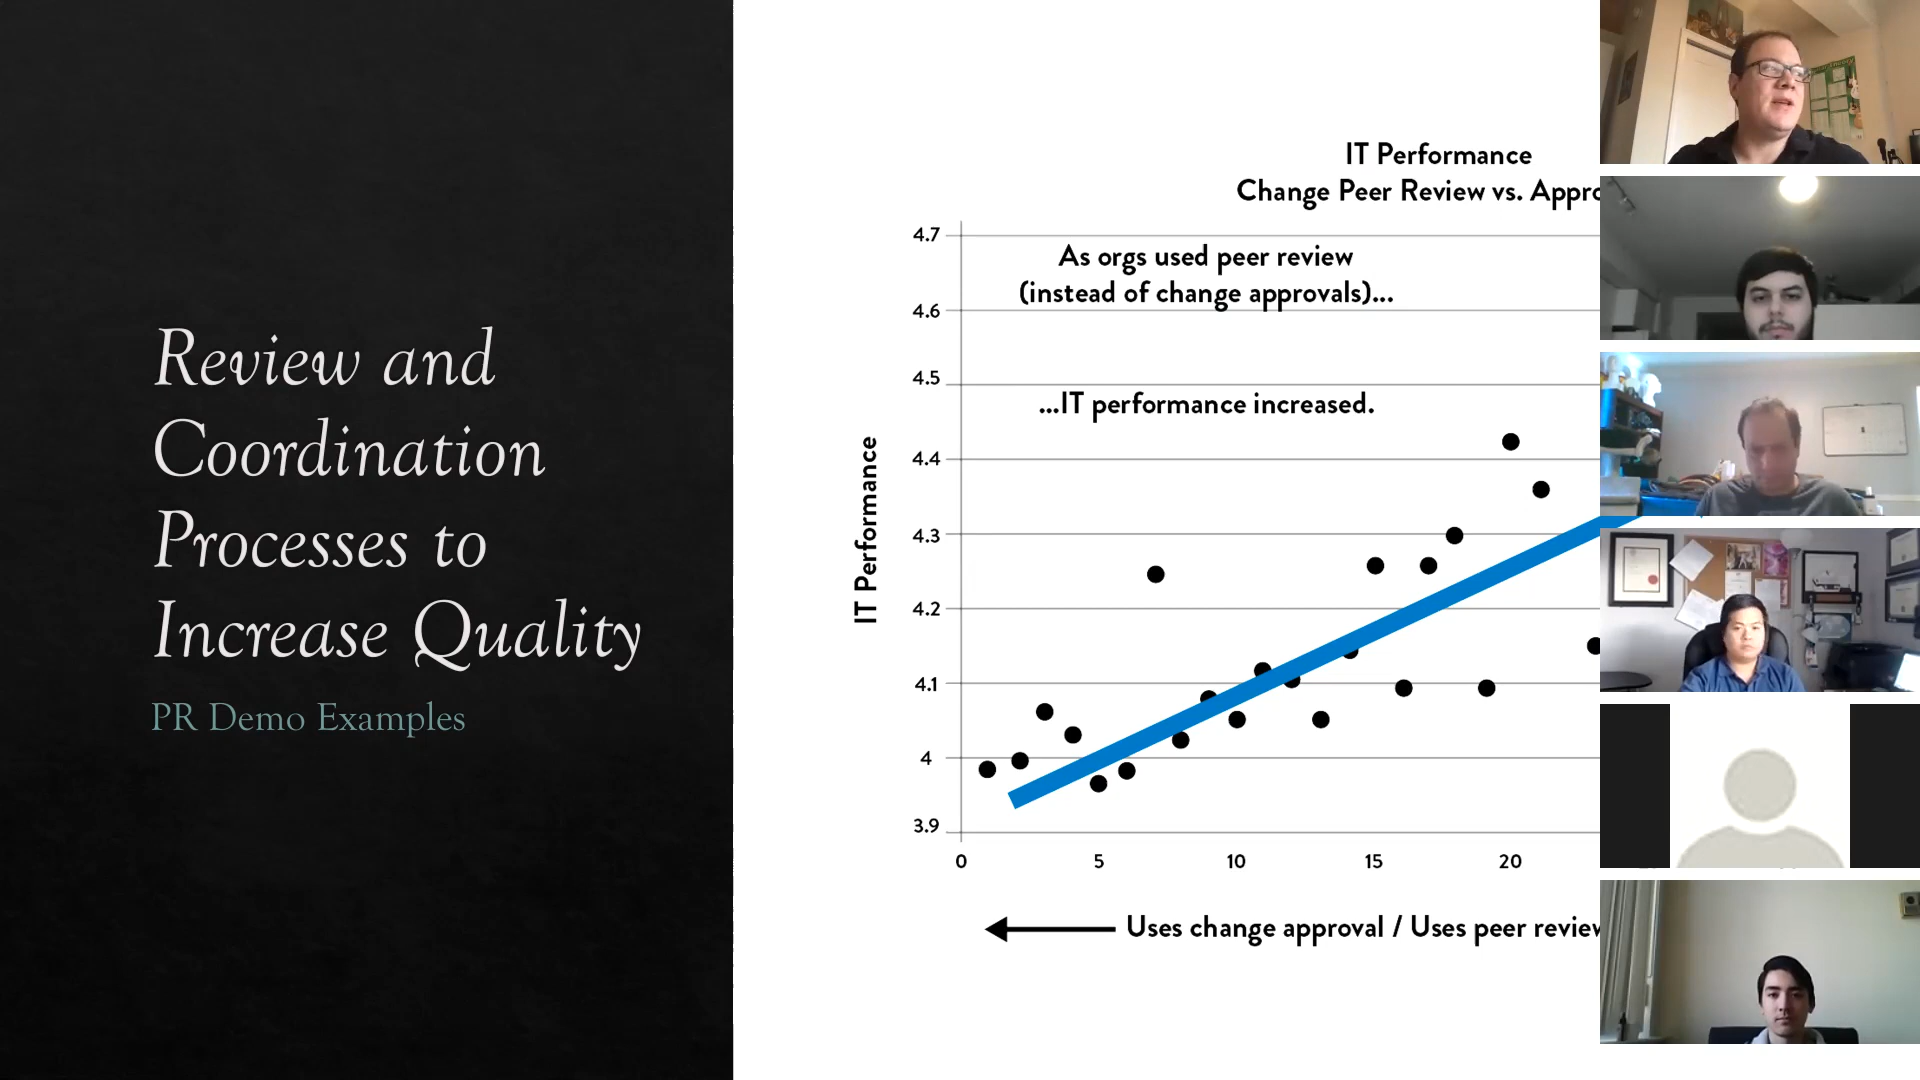 Review and
Coordination
Processes to
Increase Quality
PR Demo Examples
IT Performance
Change Peer Review vs.
As orgs used peer review
(instead of change approvals)...
...IT performance increased.
IT Performance
4.7
4.6
4.5
4.4
4.3
4.2
4.1
4
3.9
0 5 10 15 20
Uses change approval / Uses peer review